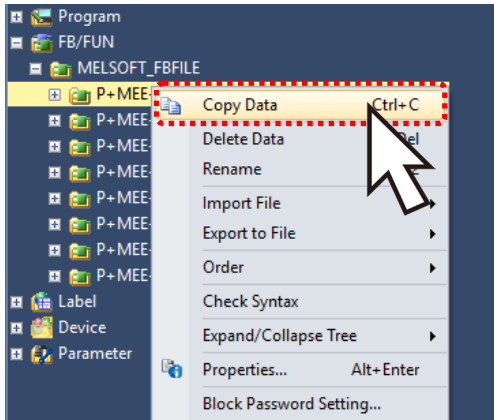 Program
FB/FUN
MELSOFT_FBFILE
P+MEE-
Copy Data Ctrl+C
P+MEE-
Delete Data
P+MEE-
Rename
P+MEE-
Import File
P+MEE-
Export to File
P+MEE-
P+MEE-
Order
P+MEE-
Label
Check Syntax
Device
Expand/Collapse Tree
Parameter
Properties... Alt+Enter
Block Password Setting...